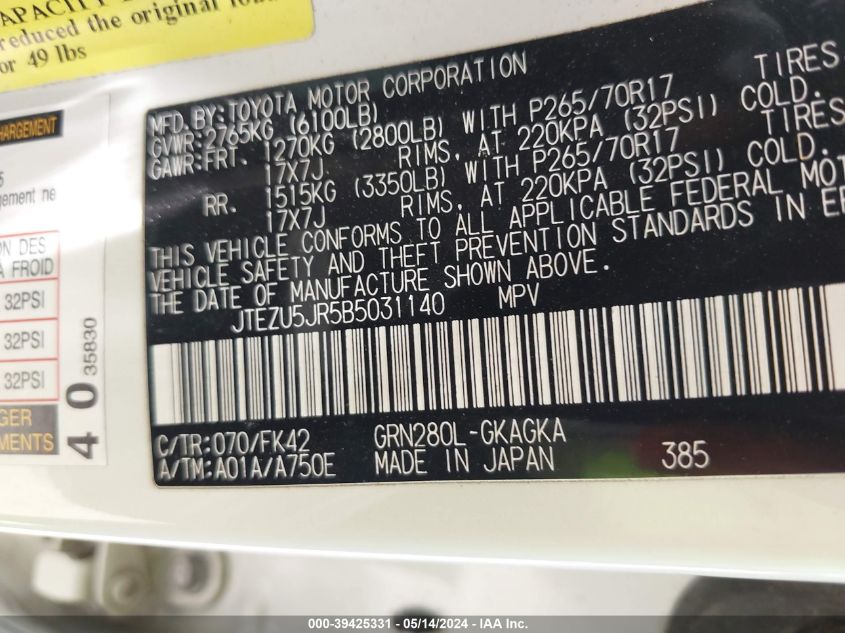 APACITY
reduced the original load
or 49 lbs
HARGEMENT
gement ne
ON DES
A FROID
32PSI
32PSI
32PSI
GER
MENTS
40 35830
MFD.BY:TOYOTA MOTOR CORPORATION
GVWR:2765KG (6100LB)
GAWR:FRT. 1270KG (2800LB) WITH P265/70R17 TIRES
17X7J RIMS, AT 220KPA (32PSI) COLD.
RR. 1515KG (3350LB) WITH P265/70R17 TIRES
17X7J RIMS, AT 220KPA (32PSI) COLD.
THIS VEHICLE CONFORMS TO ALL APPLICABLE FEDERAL MOT
VEHICLE SAFETY AND THEFT PREVENTION STANDARDS IN EF
THE DATE OF MANUFACTURE SHOWN ABOVE.
JTEZU5JR5B5031140 MPV
C/TR:070/FK42 GRN280L-GKAGKA
A/TM:A01A/A750E MADE IN JAPAN 385
000-39425331 - 05/14/2024 - IAA Inc.